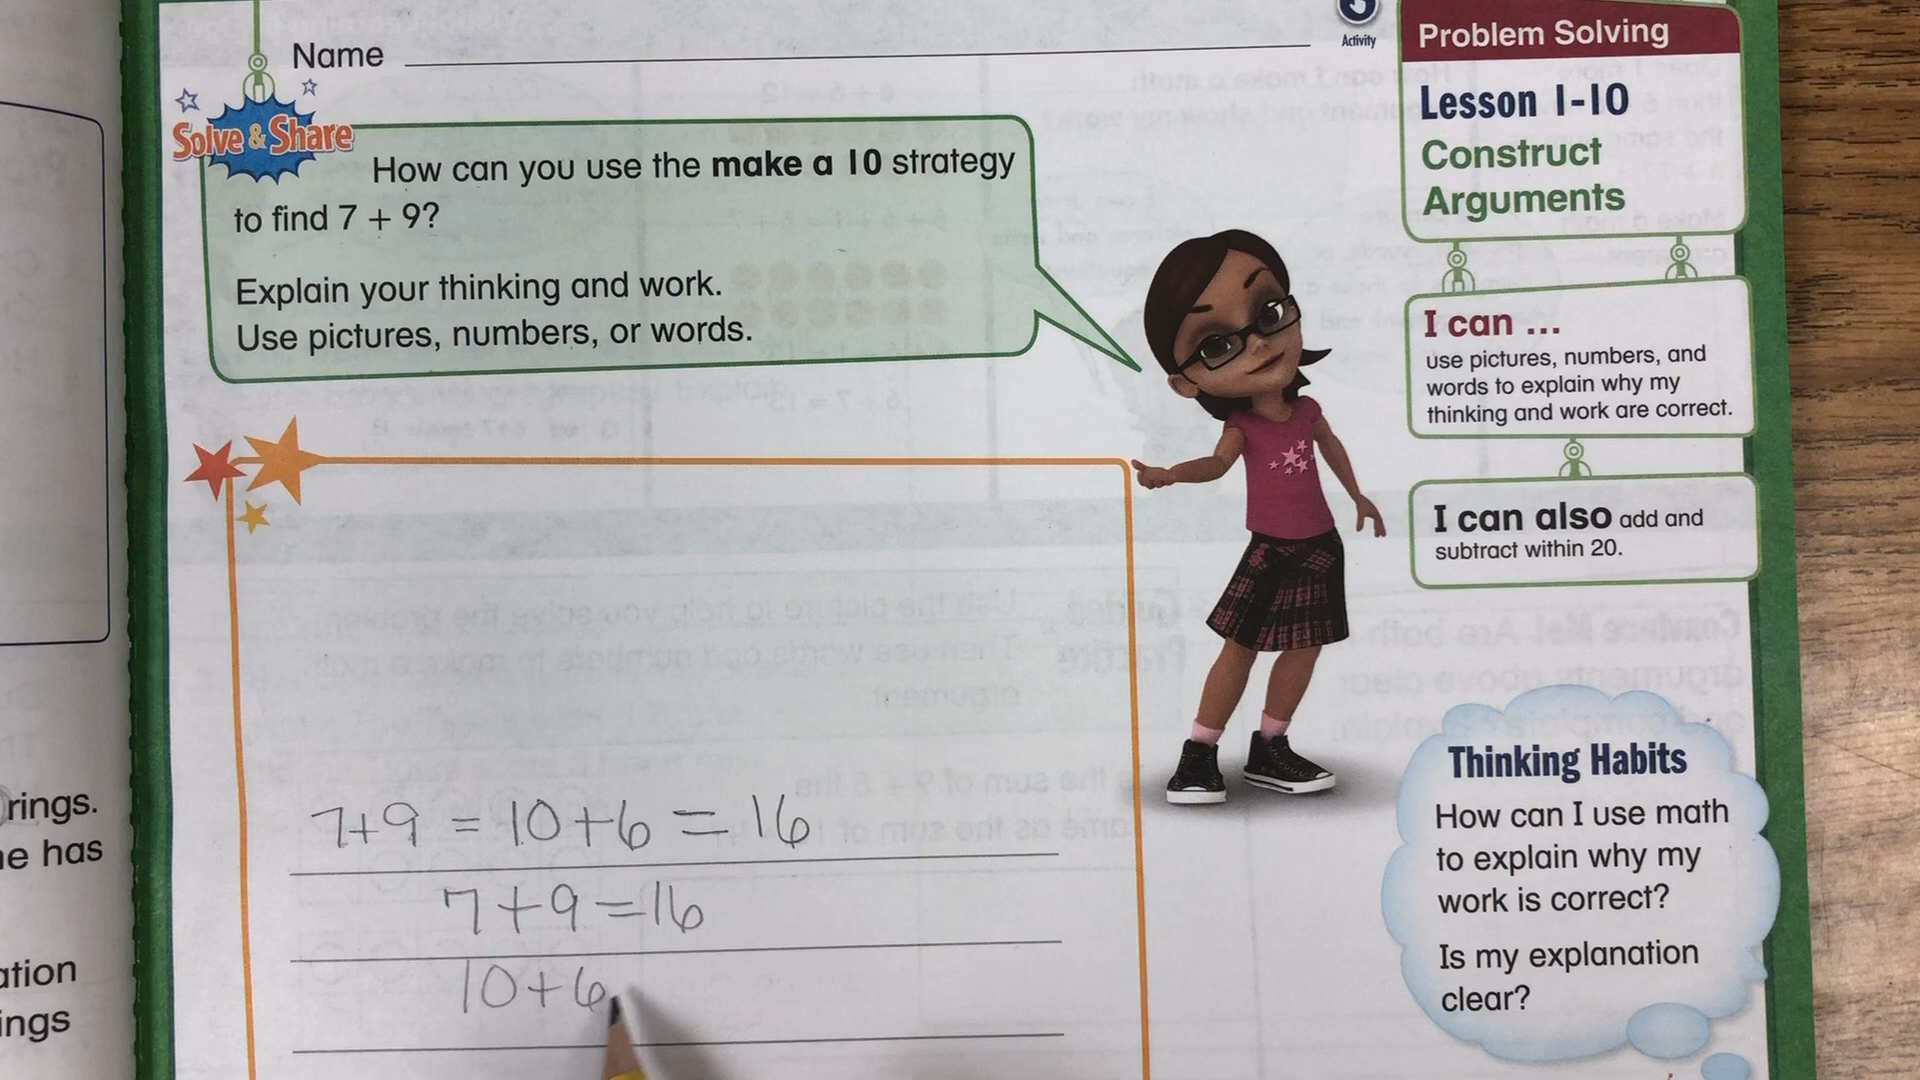 Name
Activity
Solve & Share
How can you use the make a 10 strategy
to find 7 + 9?
Explain your thinking and work.
Use pictures, numbers, or words.
Problem Solving
Lesson 1-10
Construct
Arguments
I can ...
use pictures, numbers, and
words to explain why my
thinking and work are correct.
I can also add and
subtract within 20.
7+9 = 10+6 = 16
7+9=16
10+6
Thinking Habits
How can I use math
to explain why my
work is correct?
Is my explanation
clear?
rings.
has
ings